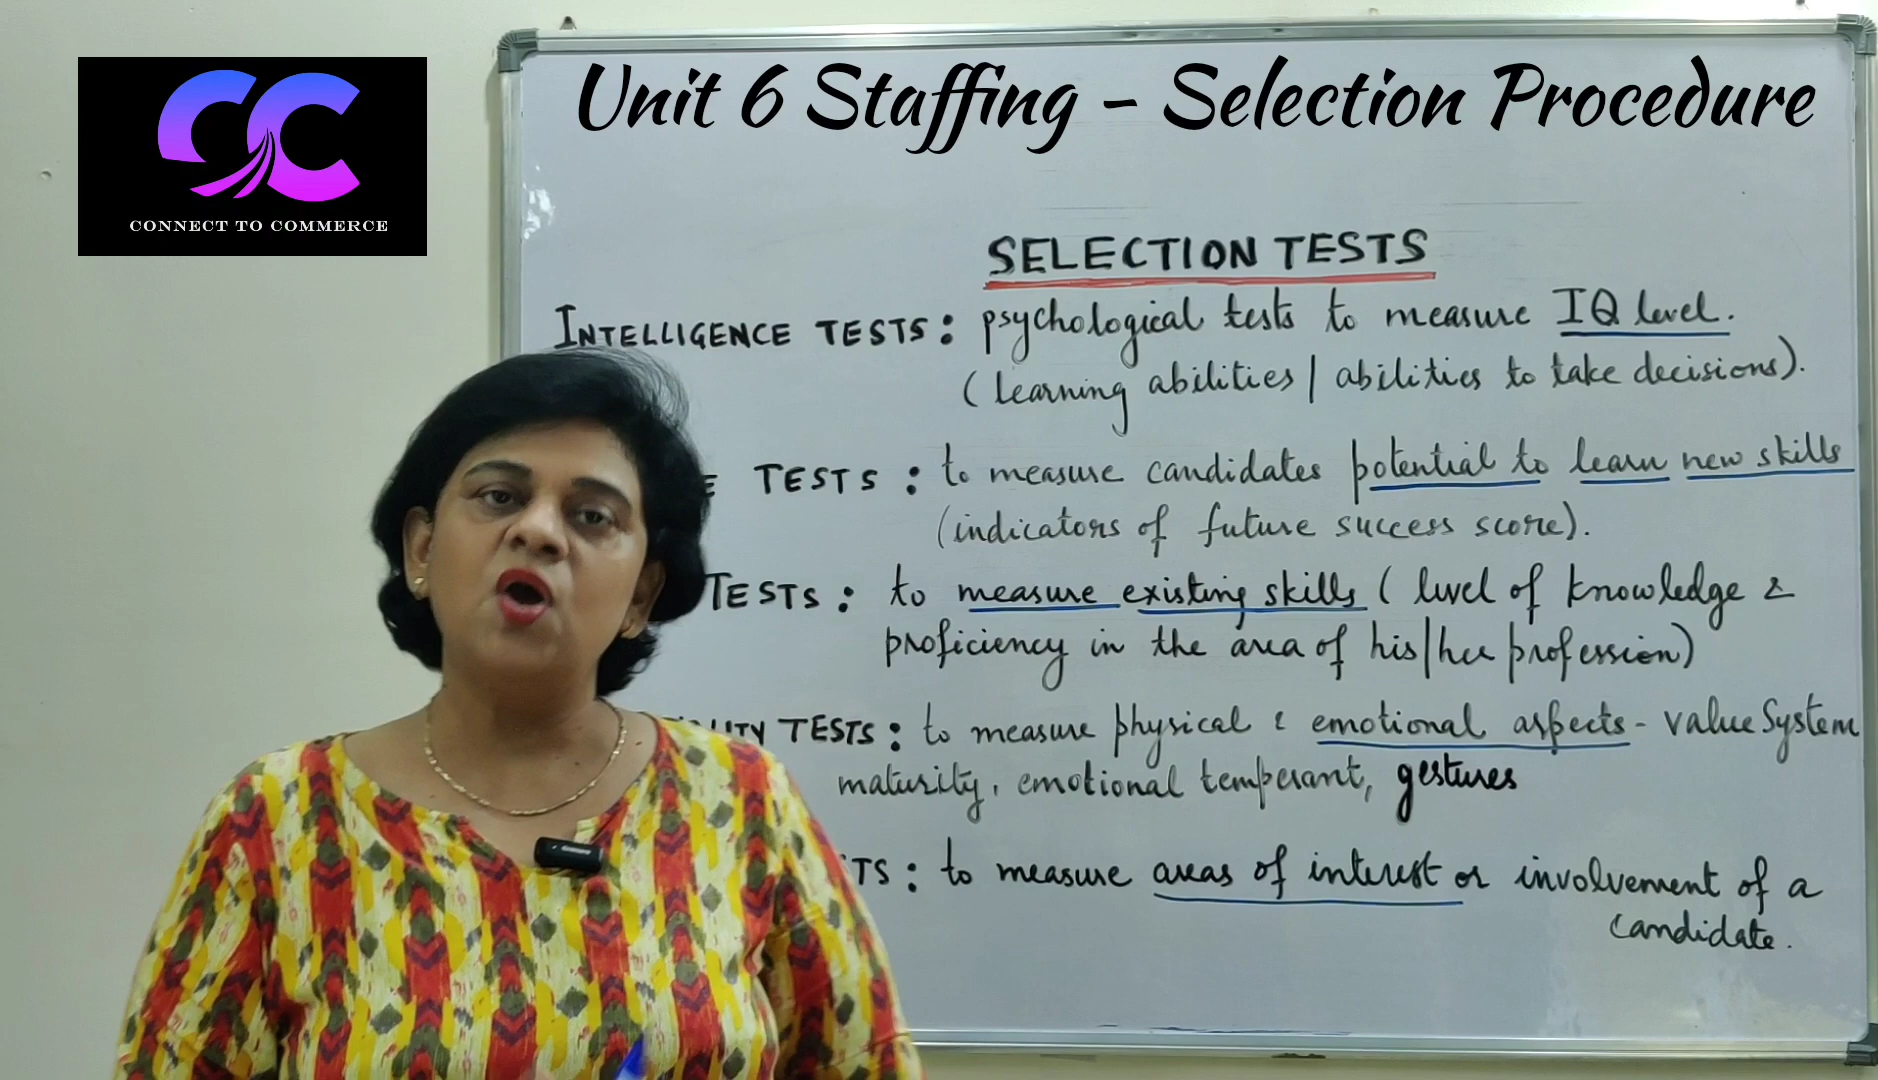 CONNECT TO COMMERCE
Unit 6 Staffing - Selection Procedure
SELECTION TESTS
INTELLIGENCE TESTS: psychological tests to measure IQ level.
(learning abilities / abilities to take decisions).
TESTS: to measure candidates potential to learn new skills
(indicators of future success score).
TESTS: to measure existing skills (level of knowledge &
proficiency in the area of his/her profession)
TESTS: to measure physical & emotional aspects - value System
maturity, emotional temperant, gestures
to measure areas of interest or involvement of a
candidate.